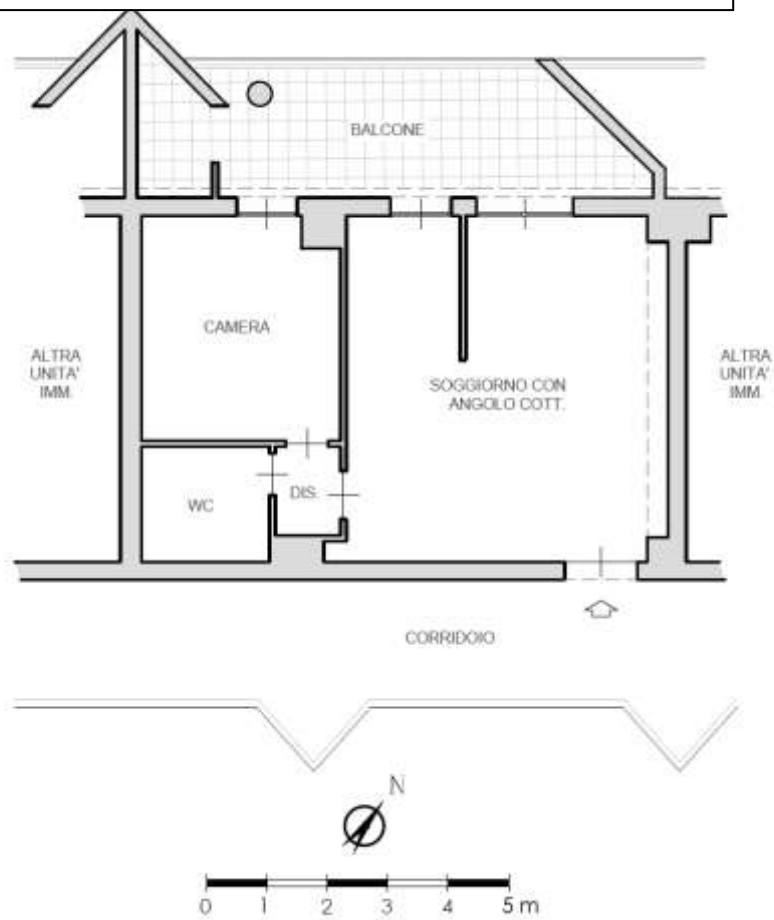 BALCONE
CAMERA
ALTRA
UNITA'
IMM.
SOGGIORNO CON
ANGOLO COTT.
ALTRA
UNITA'
IMM.
WC
DIS.
CORRIDOIO
N
0 1 2 3 4 5 m